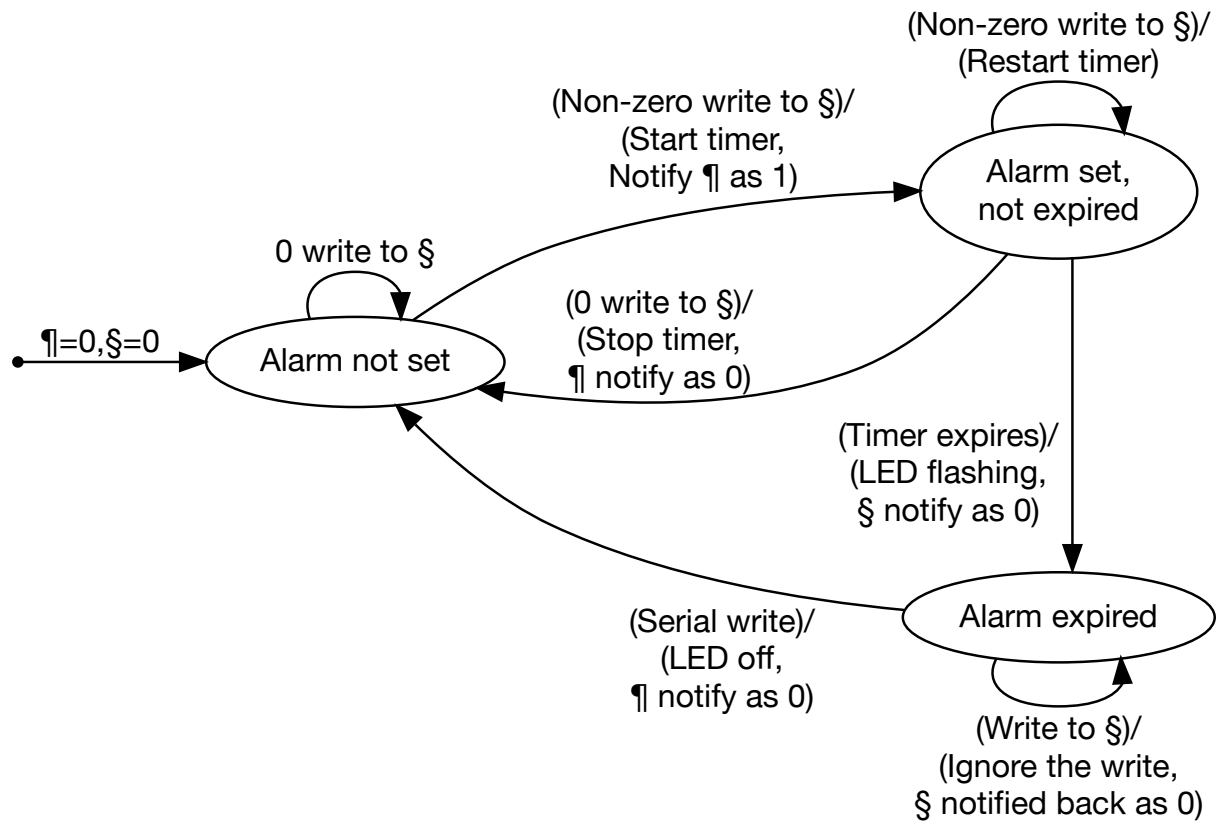 (Non-zero write to §)/
(Restart timer)
(Non-zero write to §)/
(Start timer,
Notify ¶ as 1)
Alarm set,
not expired
0 write to §
(0 write to §)/
(Stop timer,
¶ notify as 0)
¶=0,§=0
Alarm not set
(Timer expires)/
(LED flashing,
§ notify as 0)
(Serial write)/
(LED off,
¶ notify as 0)
Alarm expired
(Write to §)/
(Ignore the write,
§ notified back as 0)